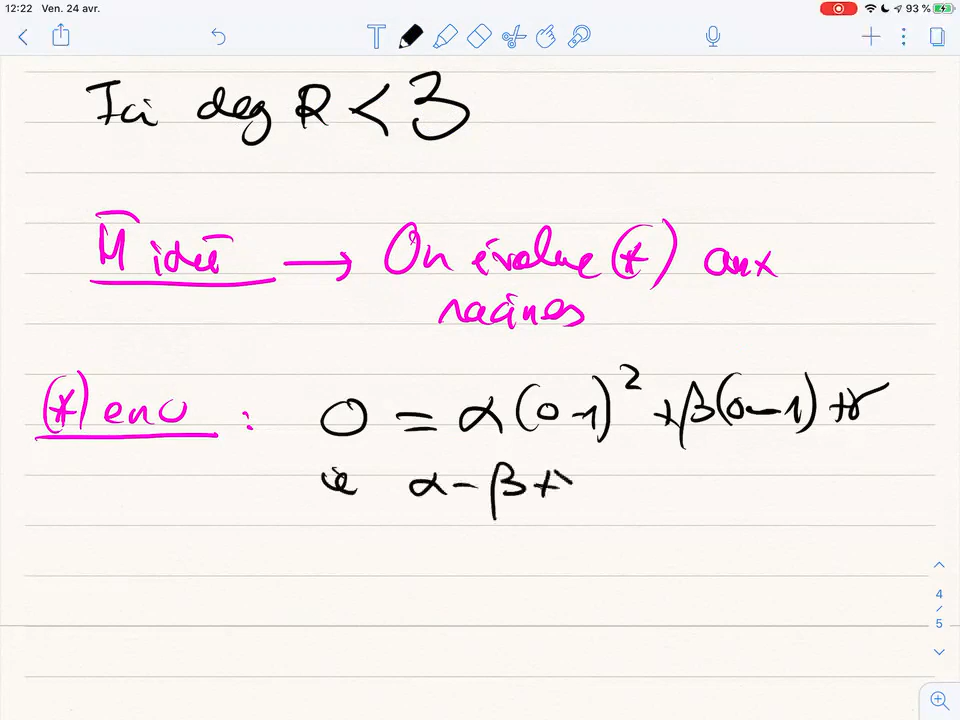 12:22 Ven. 24 avr. 93 %
T
Ici deg R < 3
M̄ idée → On évalue (*) aux
racines
(*) en 0 : 0 = α(0-1)² + β(0-1) + γ
ie α - β +
4
/
5